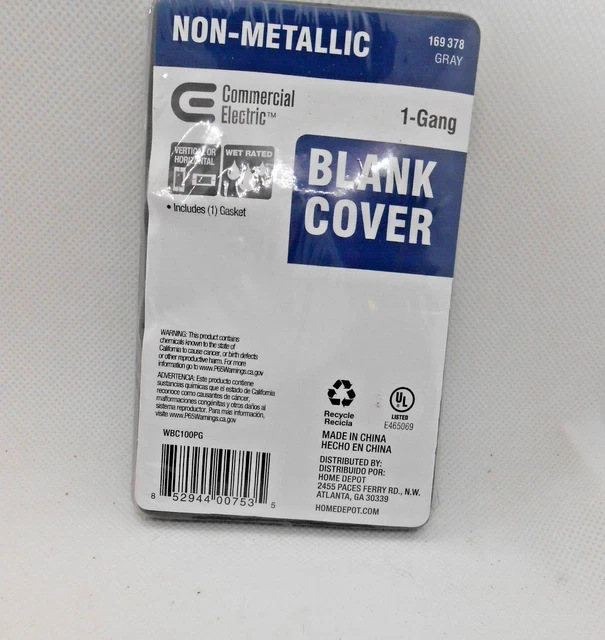 NON-METALLIC
169 378
GRAY
Commercial
Electric™
1-Gang
VERTICAL OR
HORIZONTAL
WET RATED
• Includes (1) Gasket
BLANK
COVER
WARNING: This product contains
chemicals known to the state of
California to cause cancer, or birth defects
or other reproductive harm. For more
information go to www.P65Warnings.ca.gov
ADVERTENCIA: Este producto contiene
sustancias químicas que el estado de California
reconoce como causantes de cáncer,
malformaciones congénitas y otros daños al
sistema reproductor. Para más información,
visite www.P65Warnings.ca.gov
WBC100PG
8 52944 00753 5
Recycle
Recicla
UL
LISTED
E465069
MADE IN CHINA
HECHO EN CHINA
DISTRIBUTED BY:
DISTRIBUIDO POR:
HOME DEPOT
2455 PACES FERRY RD., N.W.
ATLANTA, GA 30339
HOMEDEPOT.COM